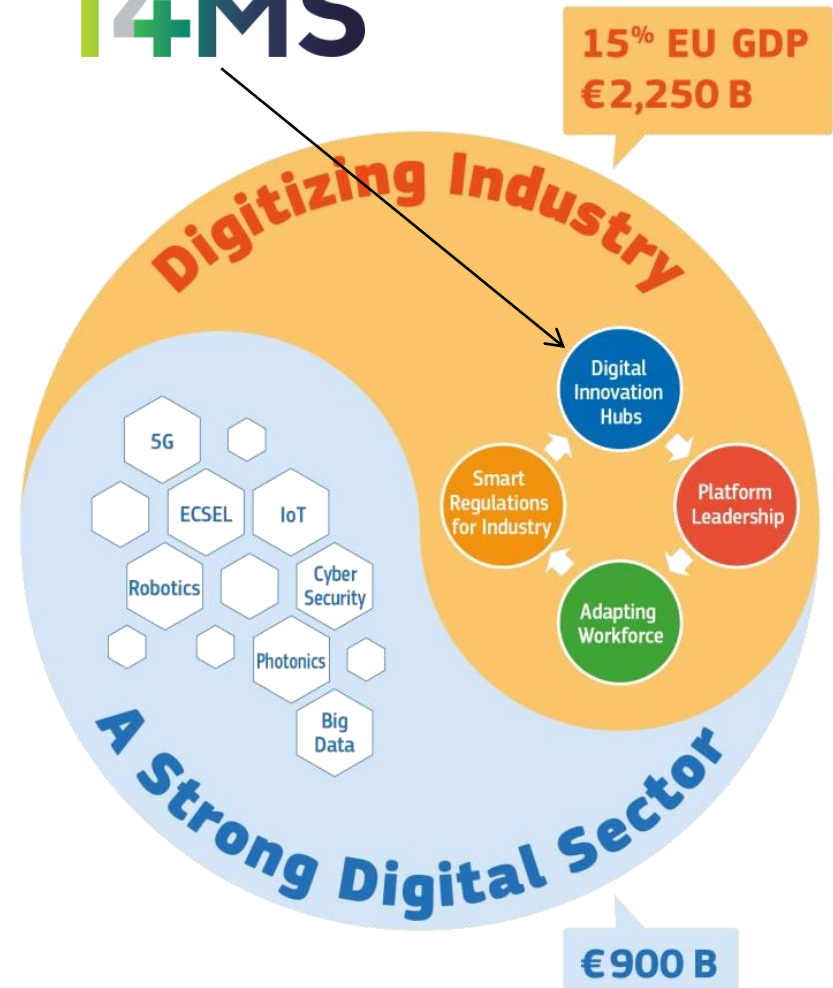 I4MS
15% EU GDP
€2,250 B
Digitizing Industry
Digital
Innovation
Hubs
Smart
Regulations
for Industry
Platform
Leadership
Adapting
Workforce
5G
ECSEL
IoT
Robotics
Cyber
Security
Photonics
Big
Data
A Strong Digital Sector
€900 B